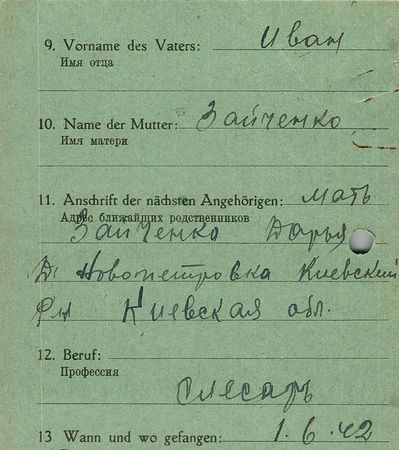 9. Vorname des Vaters: Иван
Имя отца
10. Name der Mutter: Зайченко
Имя матери
11. Anschrift der nächsten Angehörigen: мать
Адрес ближайших родственников
Зайченко Дарья
Д. Новопетровка Киевский
Рн Киевская обл.
12. Beruf:
Профессия
Слесарь
13 Wann und wo gefangen: 1.6.42